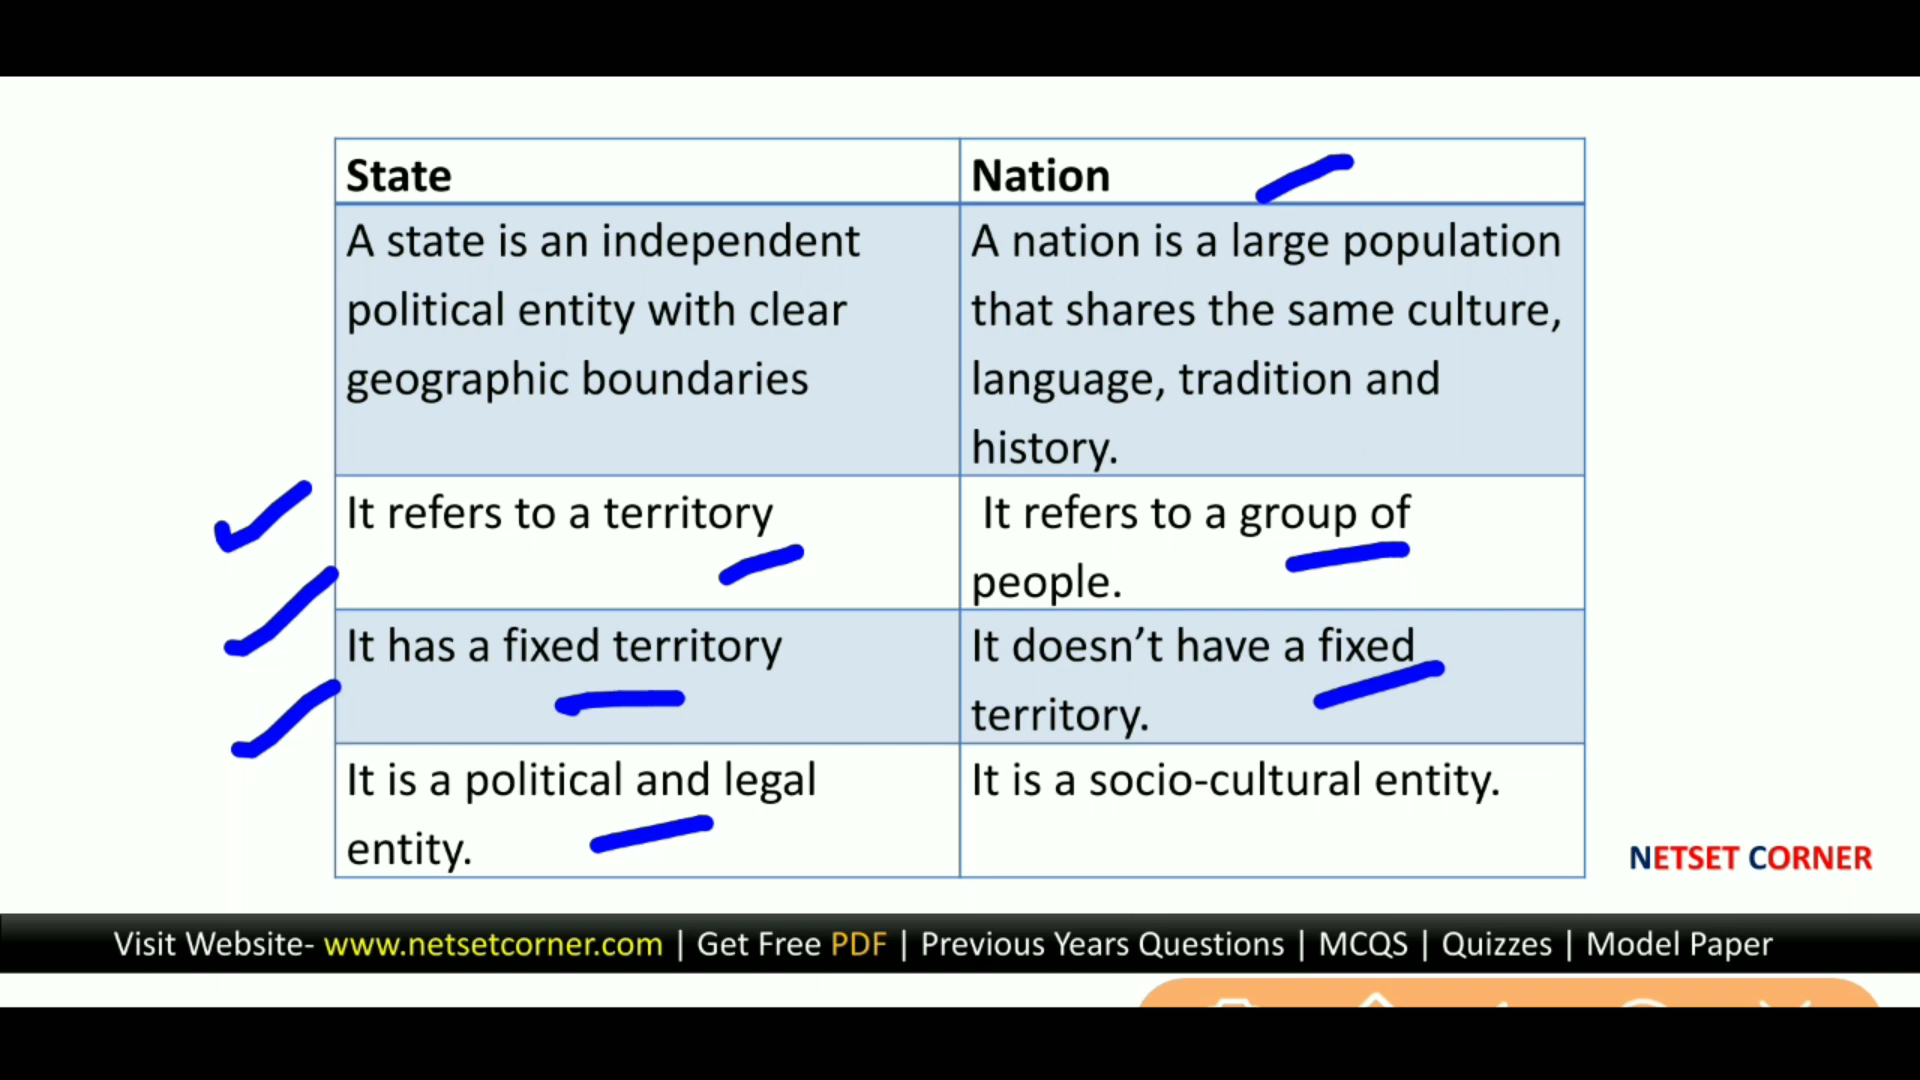 State
Nation
A state is an independent
political entity with clear
geographic boundaries
A nation is a large population
that shares the same culture,
language, tradition and
history.
It refers to a territory
It refers to a group of
people.
It has a fixed territory
It doesn’t have a fixed
territory.
It is a political and legal
entity.
It is a socio-cultural entity.
NETSET CORNER
Visit Website- www.netsetcorner.com | Get Free PDF | Previous Years Questions | MCQS | Quizzes | Model Paper